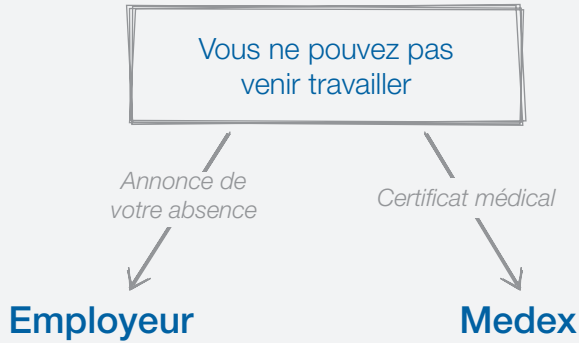 Vous ne pouvez pas
venir travailler
Annonce de
votre absence
Certificat médical
Employeur
Medex